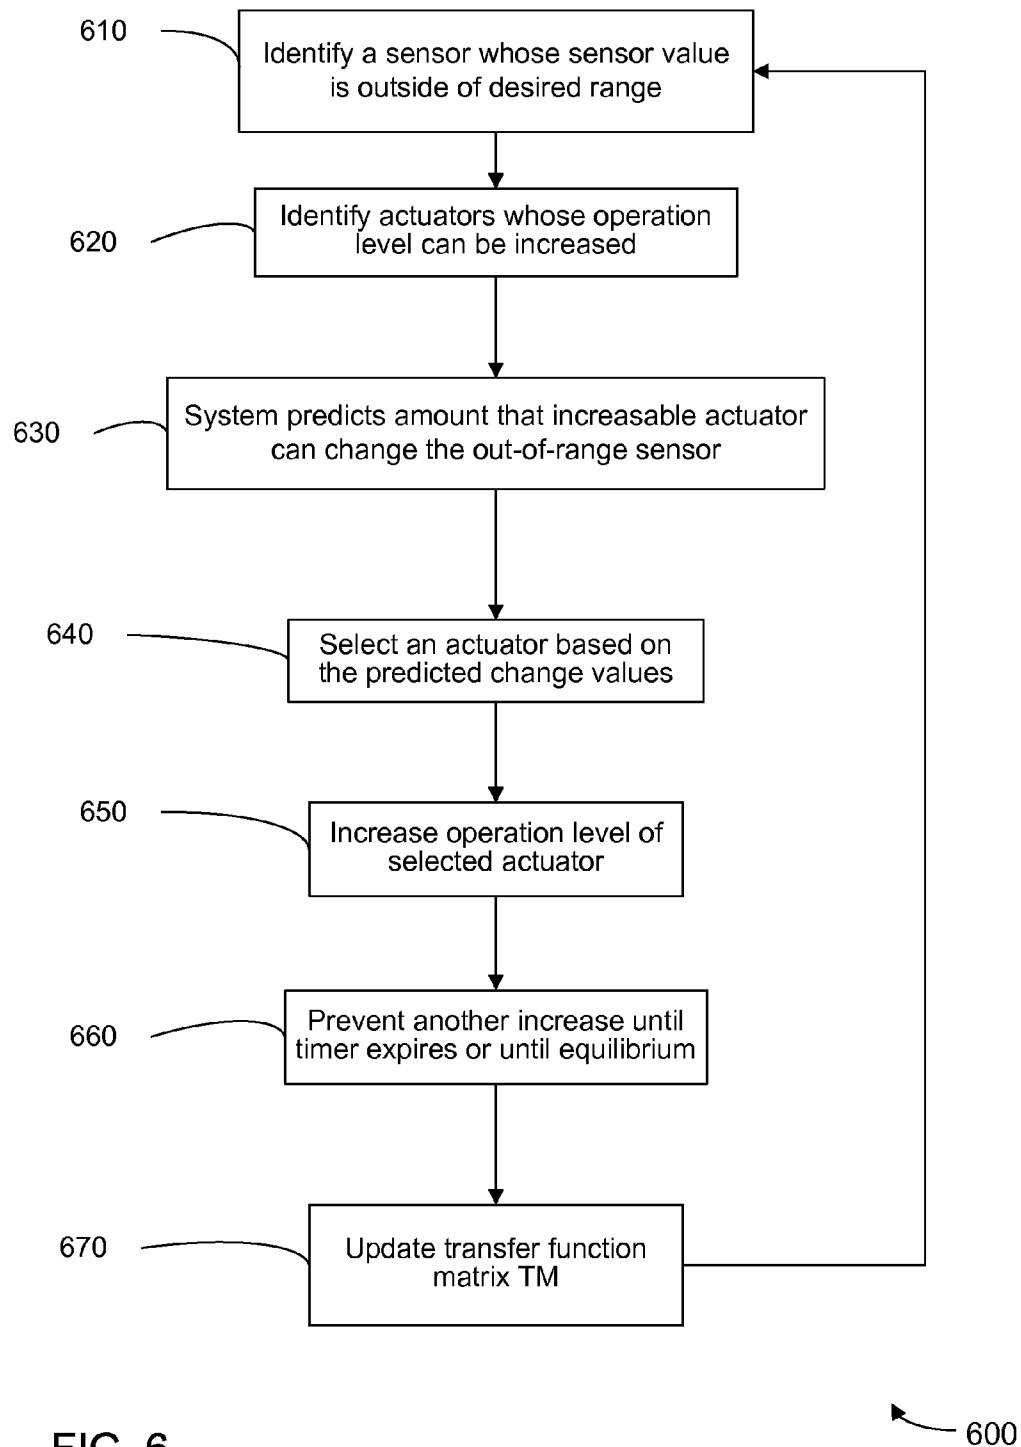 610
Identify a sensor whose sensor value
is outside of desired range
620
Identify actuators whose operation
level can be increased
630
System predicts amount that increasable actuator
can change the out-of-range sensor
640
Select an actuator based on
the predicted change values
650
Increase operation level of
selected actuator
660
Prevent another increase until
timer expires or until equilibrium
670
Update transfer function
matrix TM
600
FIG. 6